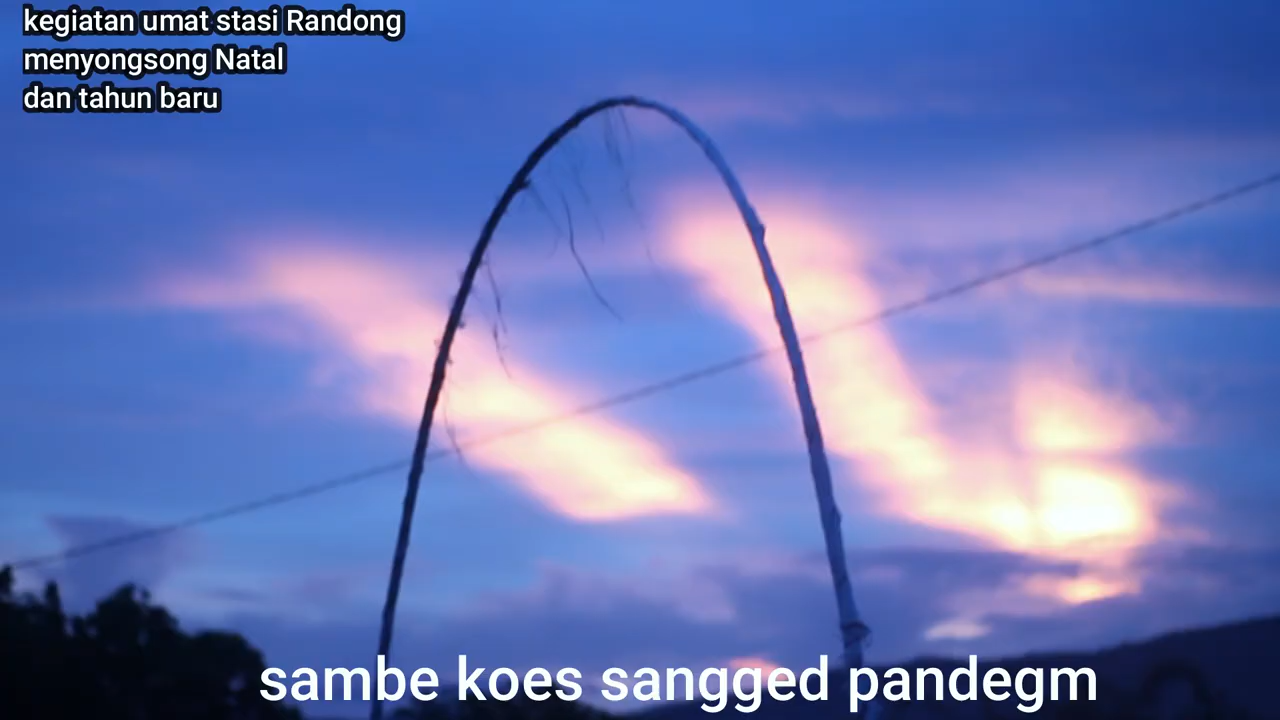 kegiatan umat stasi Randong
menyongsong Natal
dan tahun baru
sambe koes sangged pandegm